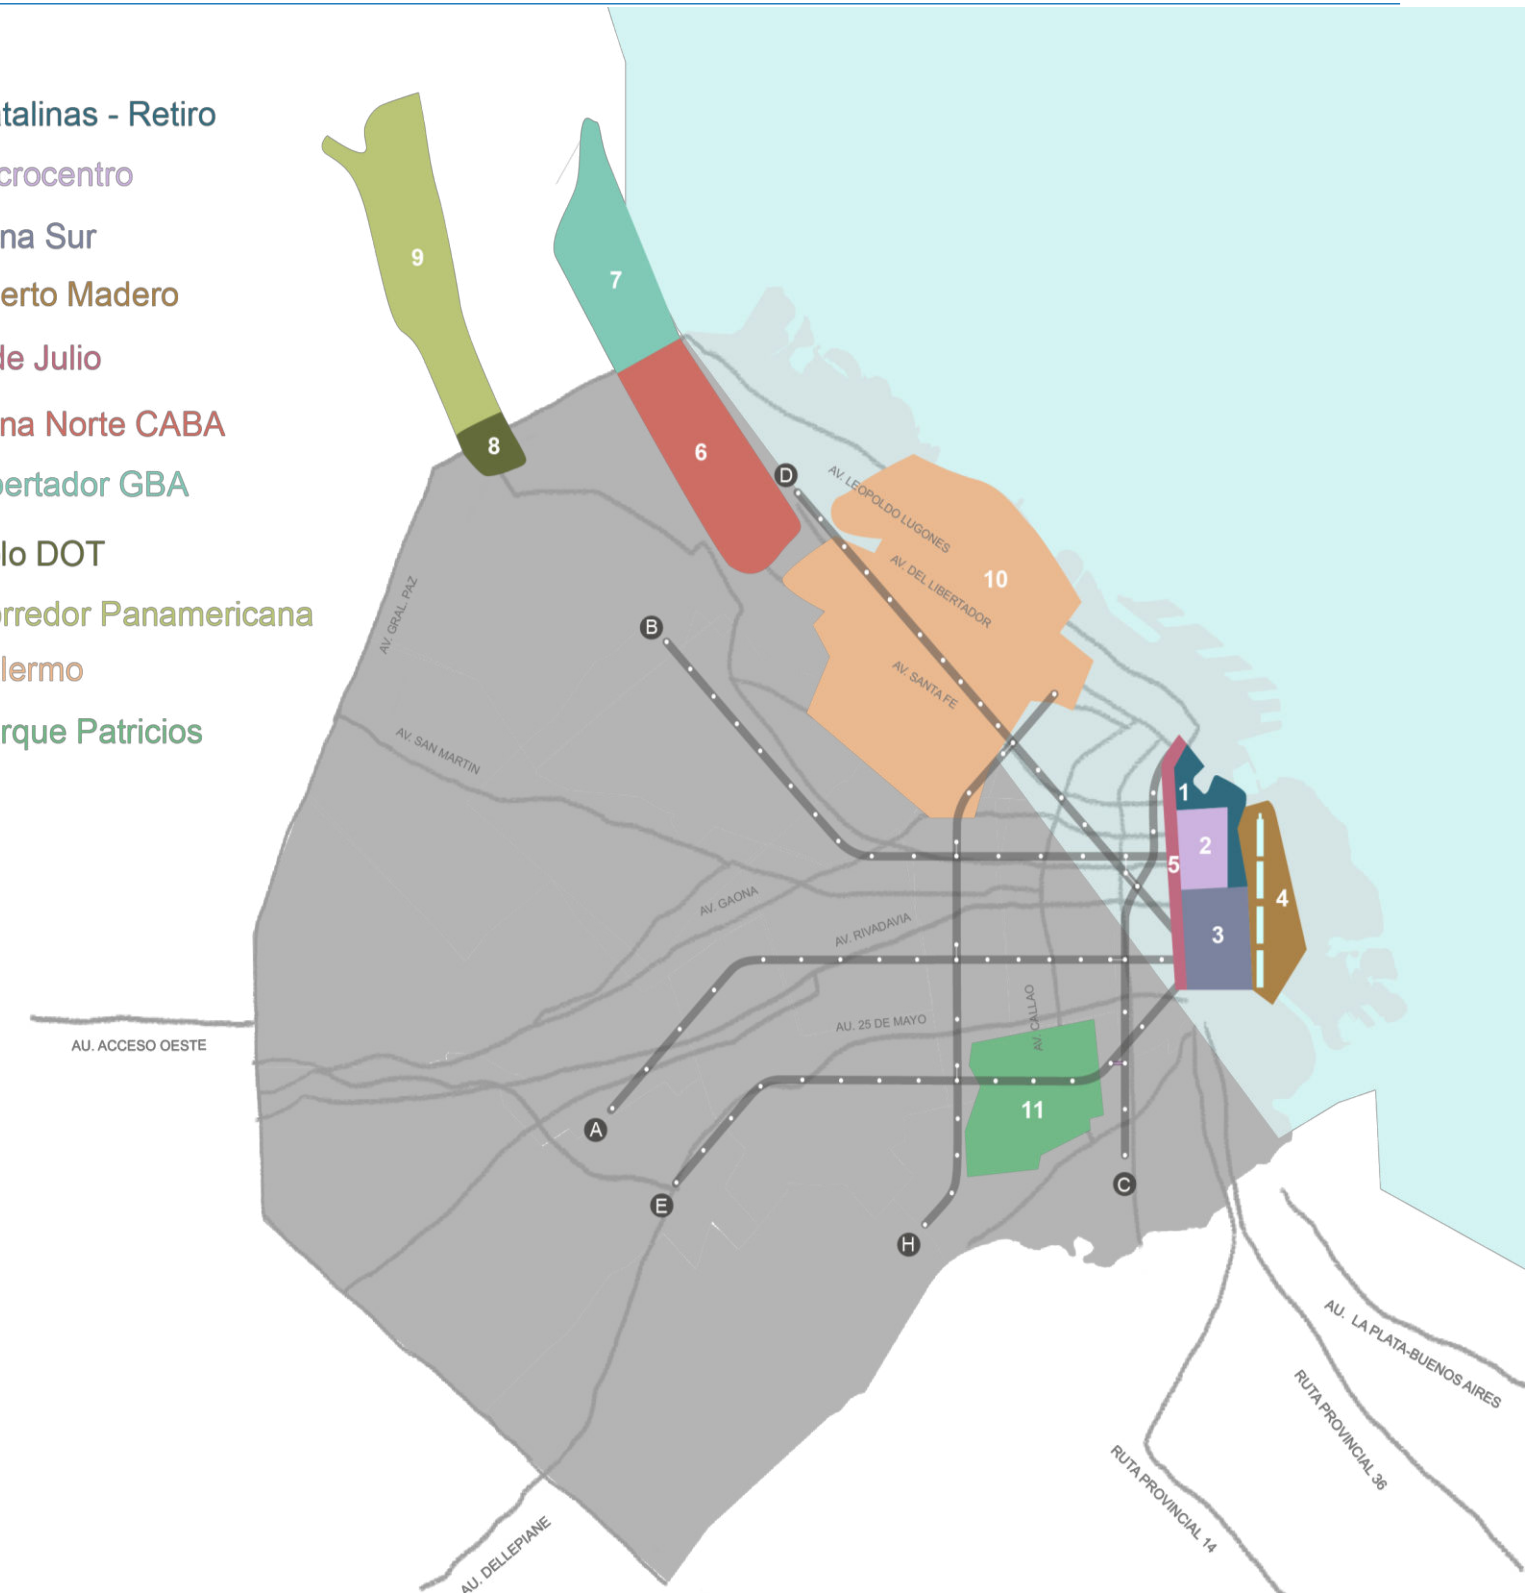 talinas - Retiro
crocentro
na Sur
erto Madero
de Julio
na Norte CABA
pertador GBA
lo DOT
orredor Panamericana
lermo
rque Patricios
9
7
8
6
D
AV. LEOPOLDO LUGONES
10
AV. DEL LIBERTADOR
AV. GRAL. PAZ
B
AV. SANTA FE
AV. SAN MARTIN
1
2
5
4
3
AV. GAONA
AV. RIVADAVIA
AV. CALLAO
AU. 25 DE MAYO
AU. ACCESO OESTE
11
A
E
C
H
AU. LA PLATA-BUENOS AIRES
RUTA PROVINCIAL 36
RUTA PROVINCIAL 14
AU. DELLEPIANE